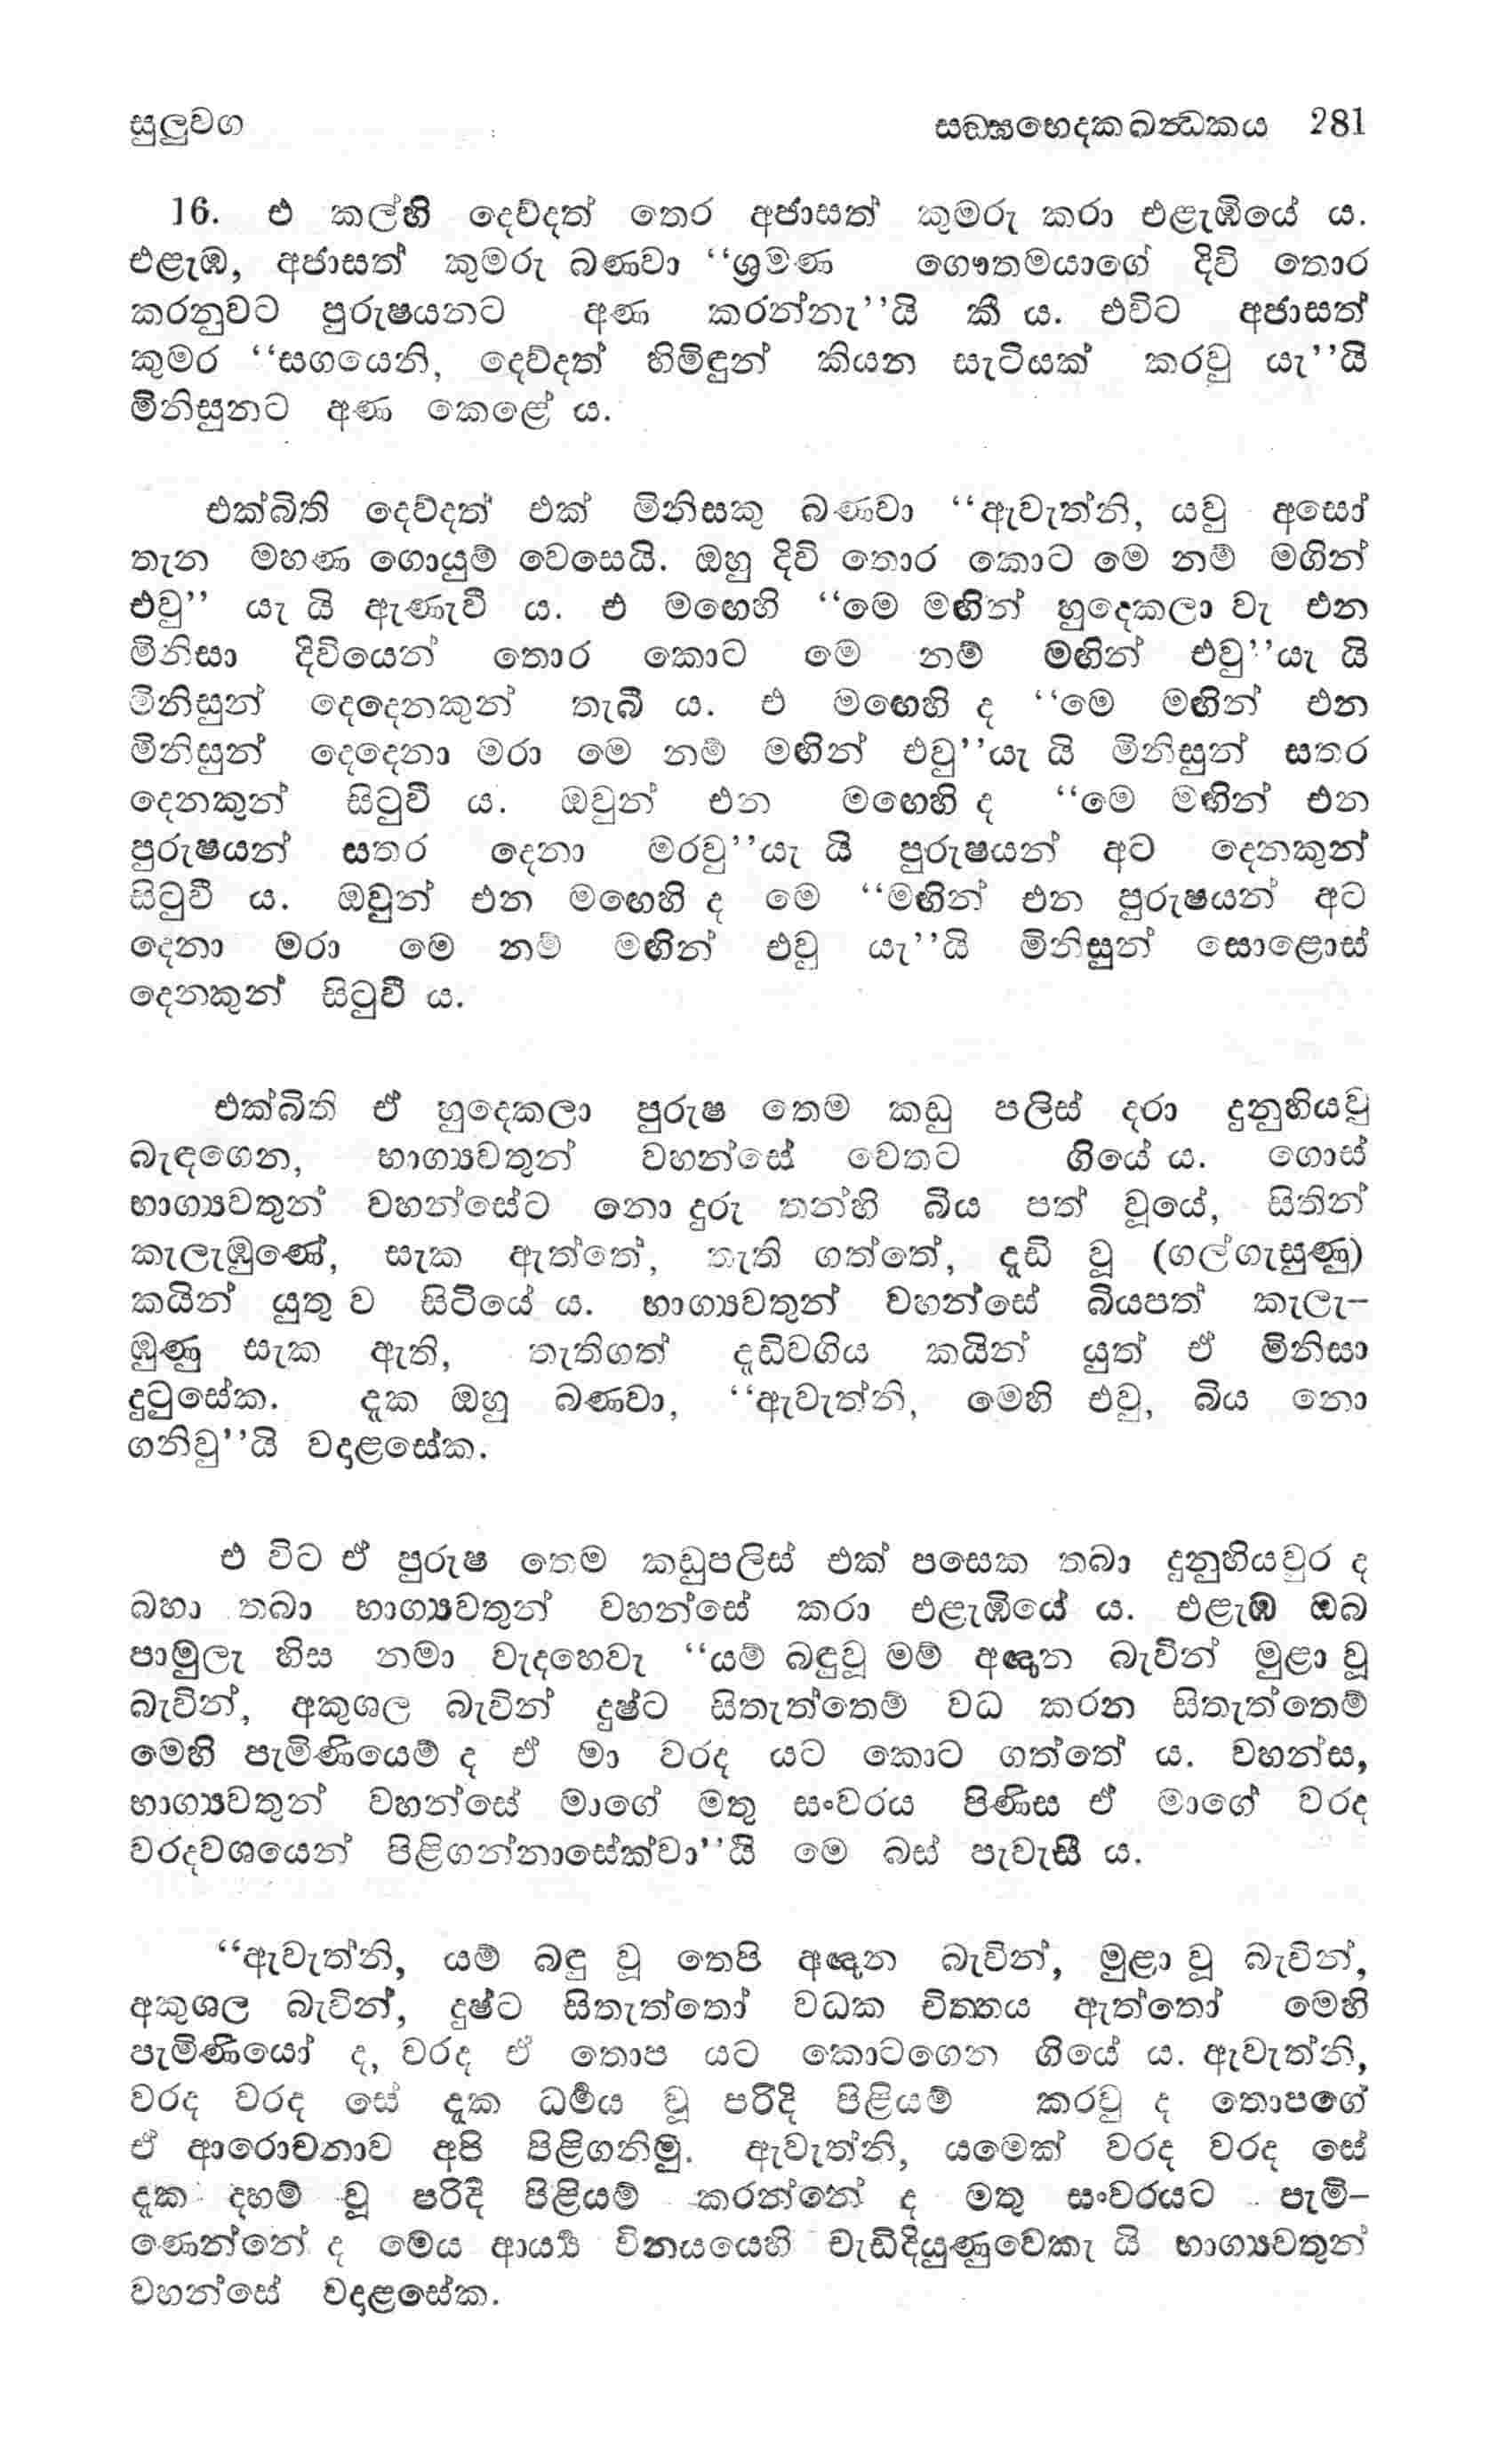 සුලුවග සඞ්ඝභෙදකඛන්ධකය 281
16. එ කල්හි දෙව්දත් තෙර අජාසත් කුමරු කරා එළැඹියේ ය.
එළැඹ, අජාසත් කුමරු බණවා “ශ්‍රමණ ගෞතමයාගේ දිවි තොර
කරනුවට පුරුෂයනට අණ කරන්නැ”යි කී ය. එවිට අජාසත්
කුමර “සගයෙනි, දෙව්දත් හිමිඳුන් කියන සැටියක් කරවු යැ”යි
මිනිසුනට අණ කෙළේ ය.
එක්බිති දෙව්දත් එක් මිනිසකු බණවා “ඇවැත්නි, යවු අසෝ
තැන මහණ ගොයුම් වෙසෙයි. ඔහු දිවි තොර කොට මෙ නම් මගින්
එවු” යැ යි ඇණැවී ය. එ මඟෙහි “මෙ මඟින් හුදෙකලා වැ එන
මිනිසා දිවියෙන් තොර කොට මෙ නම් මඟින් එවු”යැ යි
මිනිසුන් දෙදෙනකුන් තැබී ය. එ මඟෙහි ද “මෙ මඟින් එන
මිනිසුන් දෙදෙනා මරා මෙ නම් මඟින් එවු”යැ යි මිනිසුන් සතර
දෙනකුන් සිටුවී ය. ඔවුන් එන මඟෙහි ද “මෙ මඟින් එන
පුරුෂයන් සතර දෙනා මරවු”යැ යි පුරුෂයන් අට දෙනකුන්
සිටුවී ය. ඔවුන් එන මඟෙහි ද මෙ “මඟින් එන පුරුෂයන් අට
දෙනා මරා මෙ නම් මඟින් එවු යැ”යි මිනිසුන් සොළොස්
දෙනකුන් සිටුවී ය.
එක්බිති ඒ හුදෙකලා පුරුෂ තෙම කඩු පලිස් දරා දුනුහියවු
බැඳගෙන, භාග්‍යවතුන් වහන්සේ වෙතට ගියේ ය. ගොස්
භාග්‍යවතුන් වහන්සේට නො දුරු තන්හි බිය පත් වූයේ, සිතින්
කැලැඹුණේ, සැක ඇත්තේ, තැති ගත්තේ, දෘඩි වූ (ගල්ගැසුණු)
කයින් යුතු ව සිටියේ ය. භාග්‍යවතුන් වහන්සේ බියපත් කැලැ-
ඹුණු සැක ඇති, තැතිගත් දෘඩිවගිය කයින් යුත් ඒ මිනිසා
දුටුසේක. දැක ඔහු බණවා, “ඇවැත්නි, මෙහි එවු, බිය නො
ගනිවු”යි වදාළසේක.
එ විට ඒ පුරුෂ තෙම කඩුපලිස් එක් පසෙක තබා දුනුහියවුර ද
බහා තබා භාග්‍යවතුන් වහන්සේ කරා එළැඹියේ ය. එළැඹ ඔබ
පාමුලැ හිස නමා වැදහෙවැ “යම් බඳුවූ මම් අඥාන බැවින් මුළා වූ
බැවින්, අකුශල බැවින් දුෂ්ට සිතැත්තෙම් වධ කරන සිතැත්තෙම්
මෙහි පැමිණියෙම් ද ඒ මා වරද යට කොට ගත්තේ ය. වහන්ස,
භාග්‍යවතුන් වහන්සේ මාගේ මතු සංවරය පිණිස ඒ මාගේ වරද
වරදවශයෙන් පිළිගන්නාසේක්වා”යි මෙ බස් පැවැසී ය.
“ඇවැත්නි, යම් බඳු වූ තෙපි අඥාන බැවින්, මුළා වූ බැවින්,
අකුශල බැවින්, දුෂ්ට සිතැත්තෝ වධක චිත්තය ඇත්තෝ මෙහි
පැමිණියෝ ද, වරද ඒ තොප යට කොටගෙන ගියේ ය. ඇවැත්නි,
වරද වරද සේ දැක ධර්‍මය වූ පරිදි පිළියම් කරවු ද තොපගේ
ඒ ආරොචනාව අපි පිළිගනිමු. ඇවැත්නි, යමෙක් වරද වරද සේ
දැක දහම් වූ පරිදි පිළියම් කරන්නේ ද මතු සංවරයට පැමි-
ණෙන්නේ ද මෙය ආර්‍ය්‍ය විනයයෙහි වැඩිදියුණුවෙකැ යි භාග්‍යවතුන්
වහන්සේ වදාළසේක.